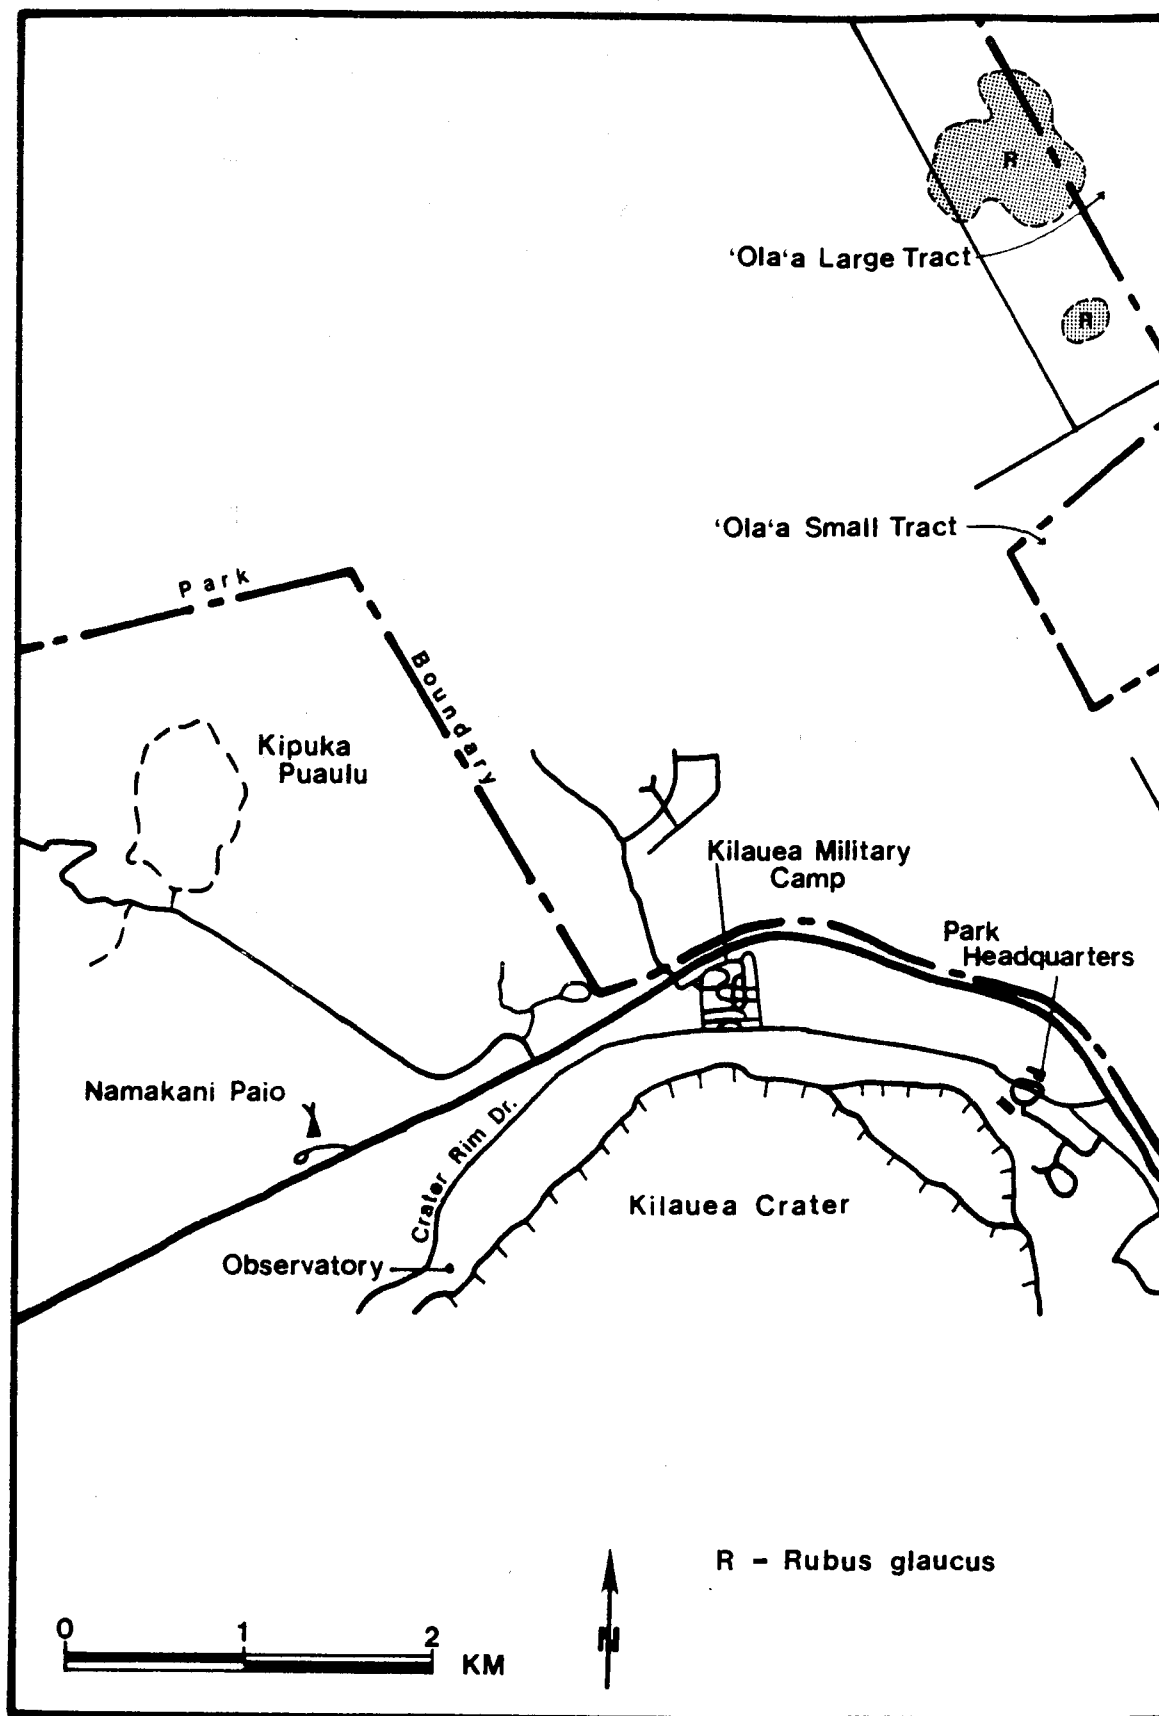 R
'Ola'a Large Tract
R
'Ola'a Small Tract
Park
Boundary
Kipuka
Puaulu
Kilauea Military
Camp
Park
Headquarters
Namakani Paio
Crater Rim Dr.
Kilauea Crater
Observatory
R – Rubus glaucus
0 1 2
KM
N